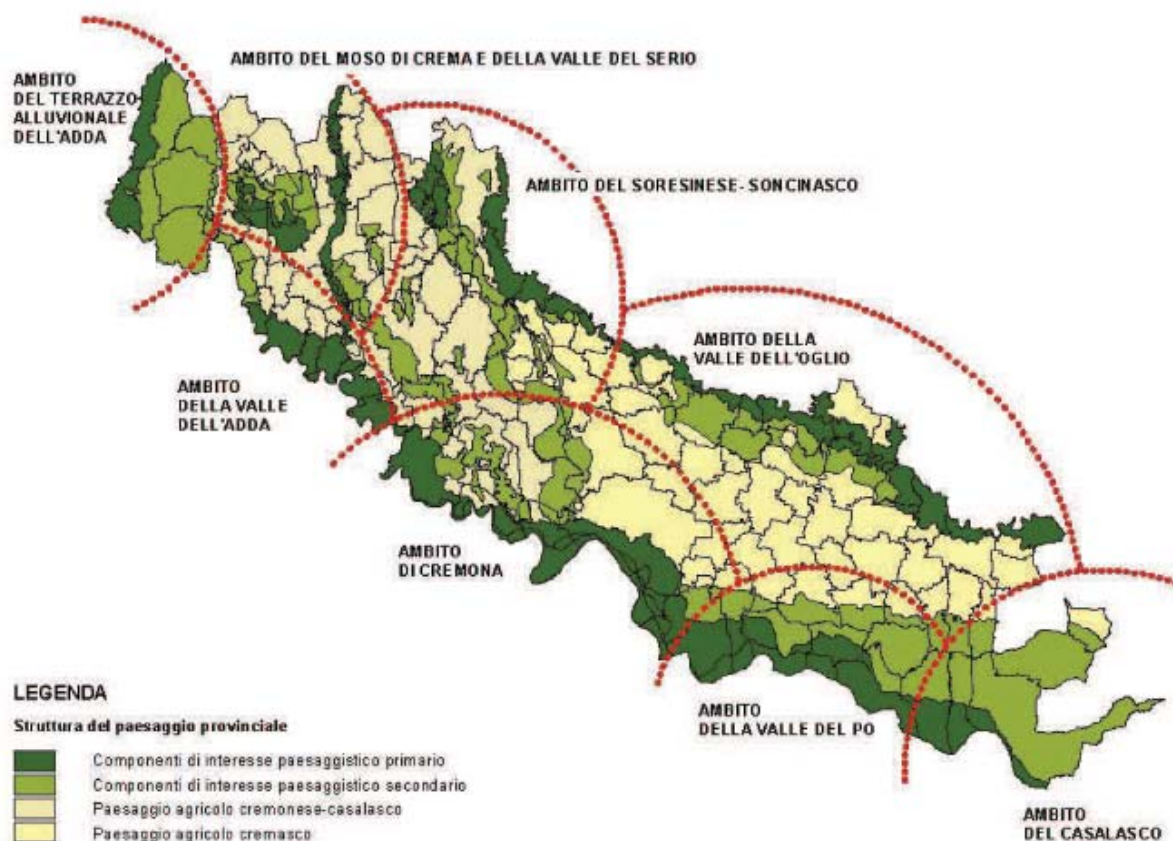 AMBITO DEL MOSO DI CREMA E DELLA VALLE DEL SERIO
AMBITO
DEL TERRAZZO
ALLUVIONALE
DELL'ADDA
AMBITO DEL SORESINESE- SONCINASCO
AMBITO DELLA
VALLE DELL'OGLIO
AMBITO
DELLA VALLE
DELL'ADDA
AMBITO
DI CREMONA
AMBITO
DELLA VALLE DEL PO
AMBITO
DEL CASALASCO
LEGENDA
Struttura del paesaggio provinciale
Componenti di interesse paesaggistico primario
Componenti di interesse paesaggistico secondario
Paesaggio agricolo cremonese-casalasco
Paesaggio agricolo cremasco